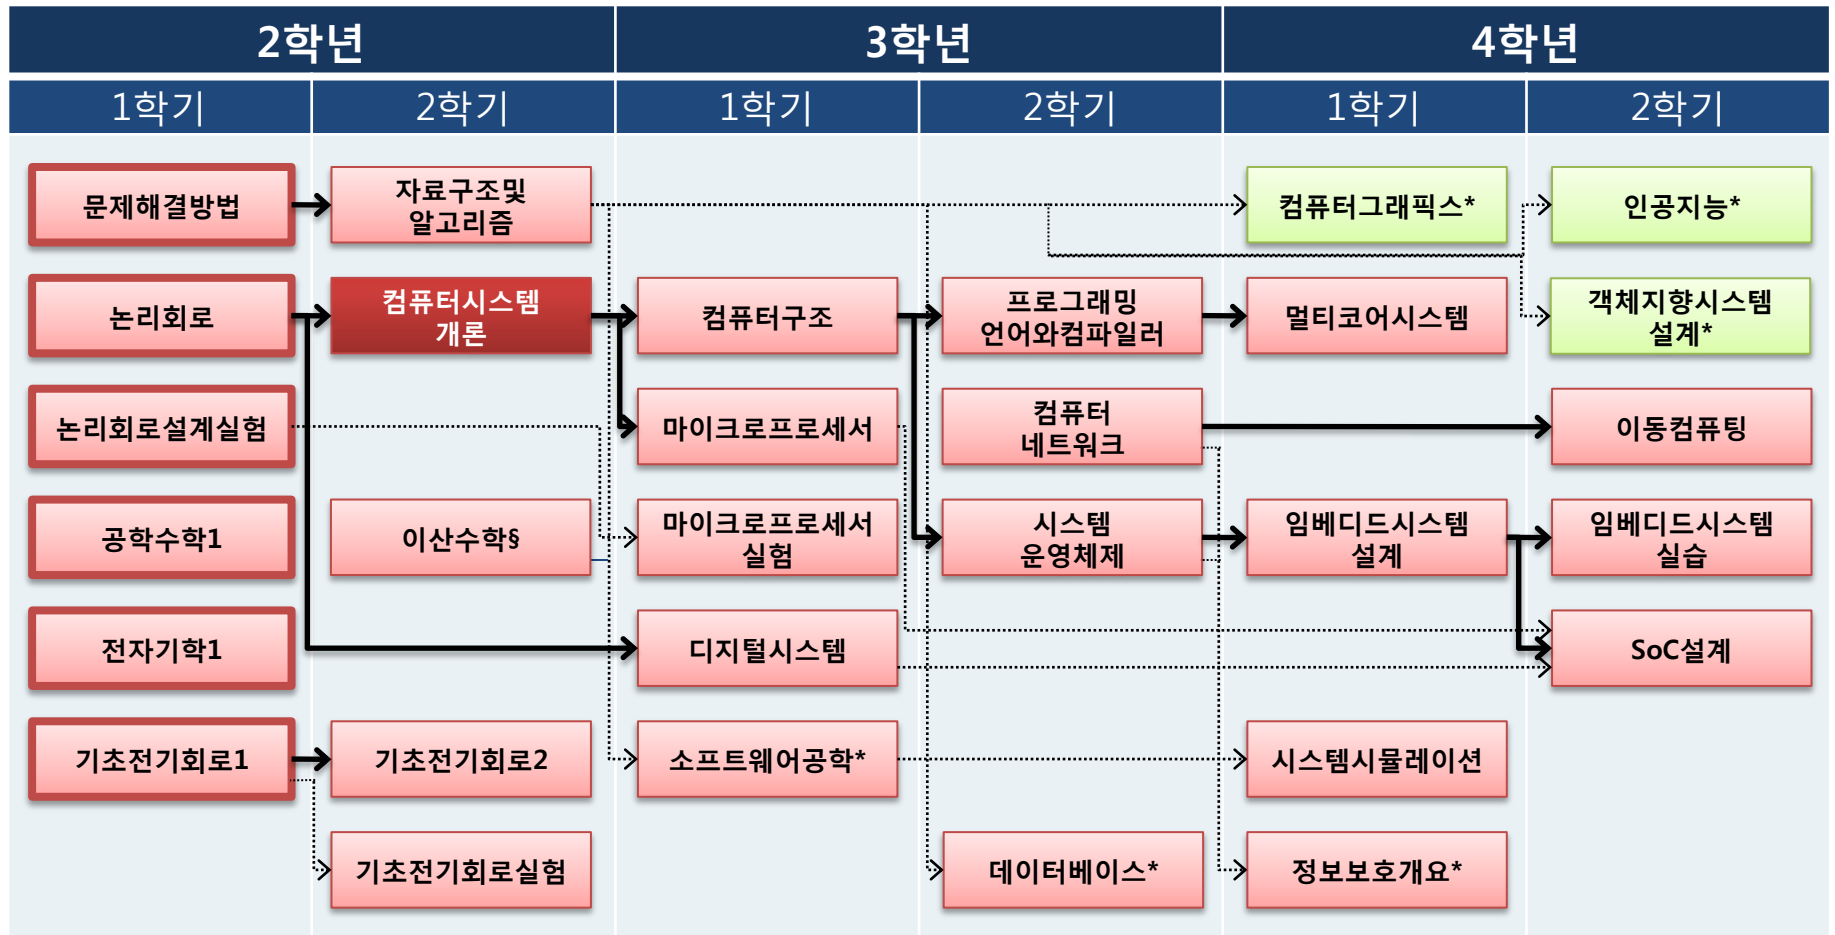 2학년
3학년
4학년
1학기
2학기
1학기
2학기
1학기
2학기
문제해결방법
자료구조및
알고리즘
컴퓨터그래픽스*
인공지능*
논리회로
컴퓨터시스템
개론
컴퓨터구조
프로그래밍
언어와컴파일러
멀티코어시스템
객체지향시스템
설계*
논리회로설계실험
마이크로프로세서
컴퓨터
네트워크
이동컴퓨팅
공학수학1
이산수학§
마이크로프로세서
실험
시스템
운영체제
임베디드시스템
설계
임베디드시스템
실습
전자기학1
디지털시스템
SoC설계
기초전기회로1
기초전기회로2
소프트웨어공학*
시스템시뮬레이션
기초전기회로실험
데이터베이스*
정보보호개요*